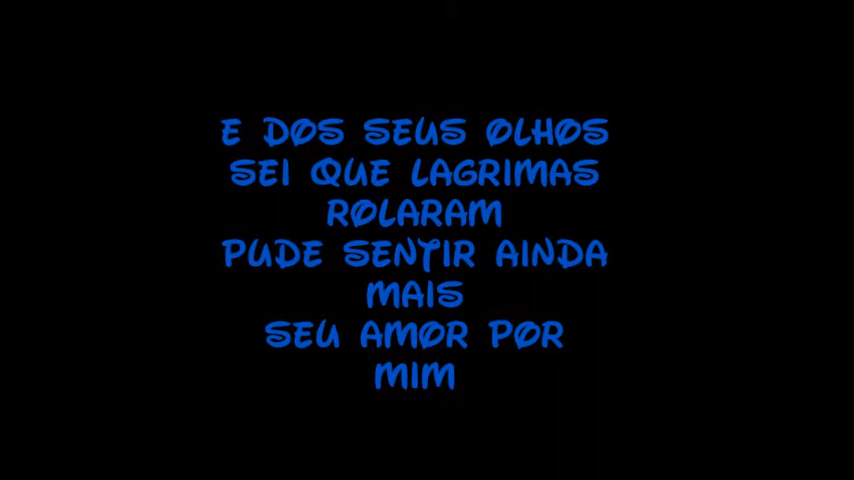 E DOS SEUS OLHOS
SEI QUE LAGRIMAS
ROLARAM
PUDE SENTIR AINDA
MAIS
SEU AMOR POR
MIM